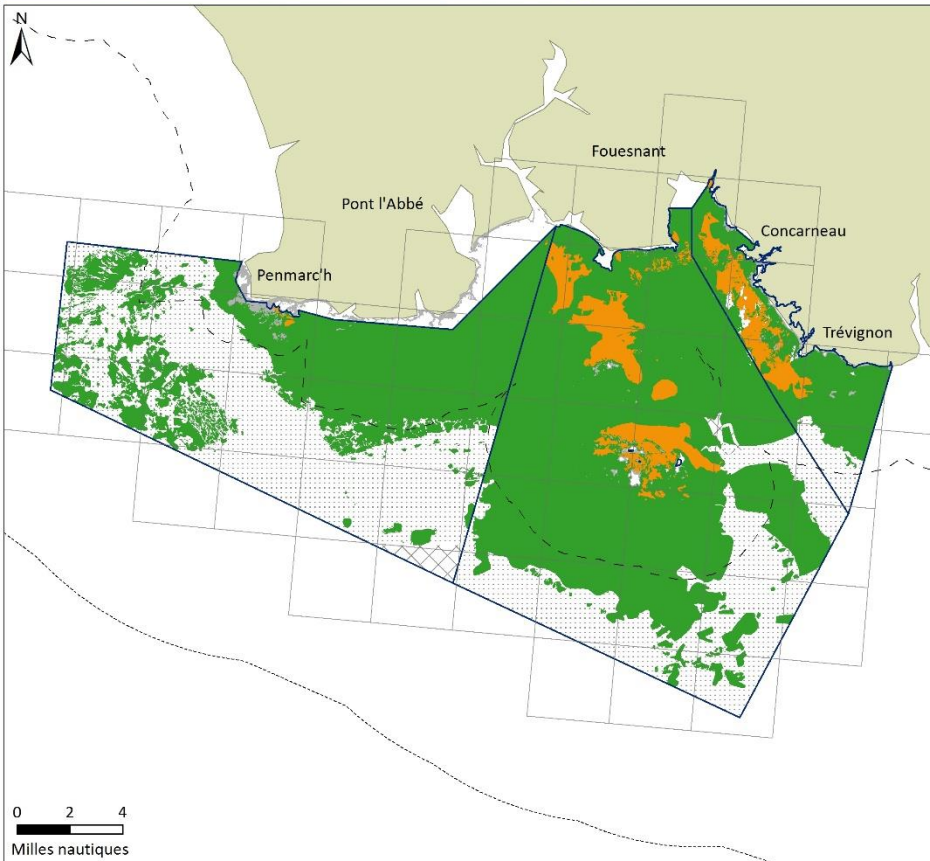 N
Fouesnant
Pont l'Abbé
Concarneau
Penmarc'h
Trévignon
0 2 4
Milles nautiques